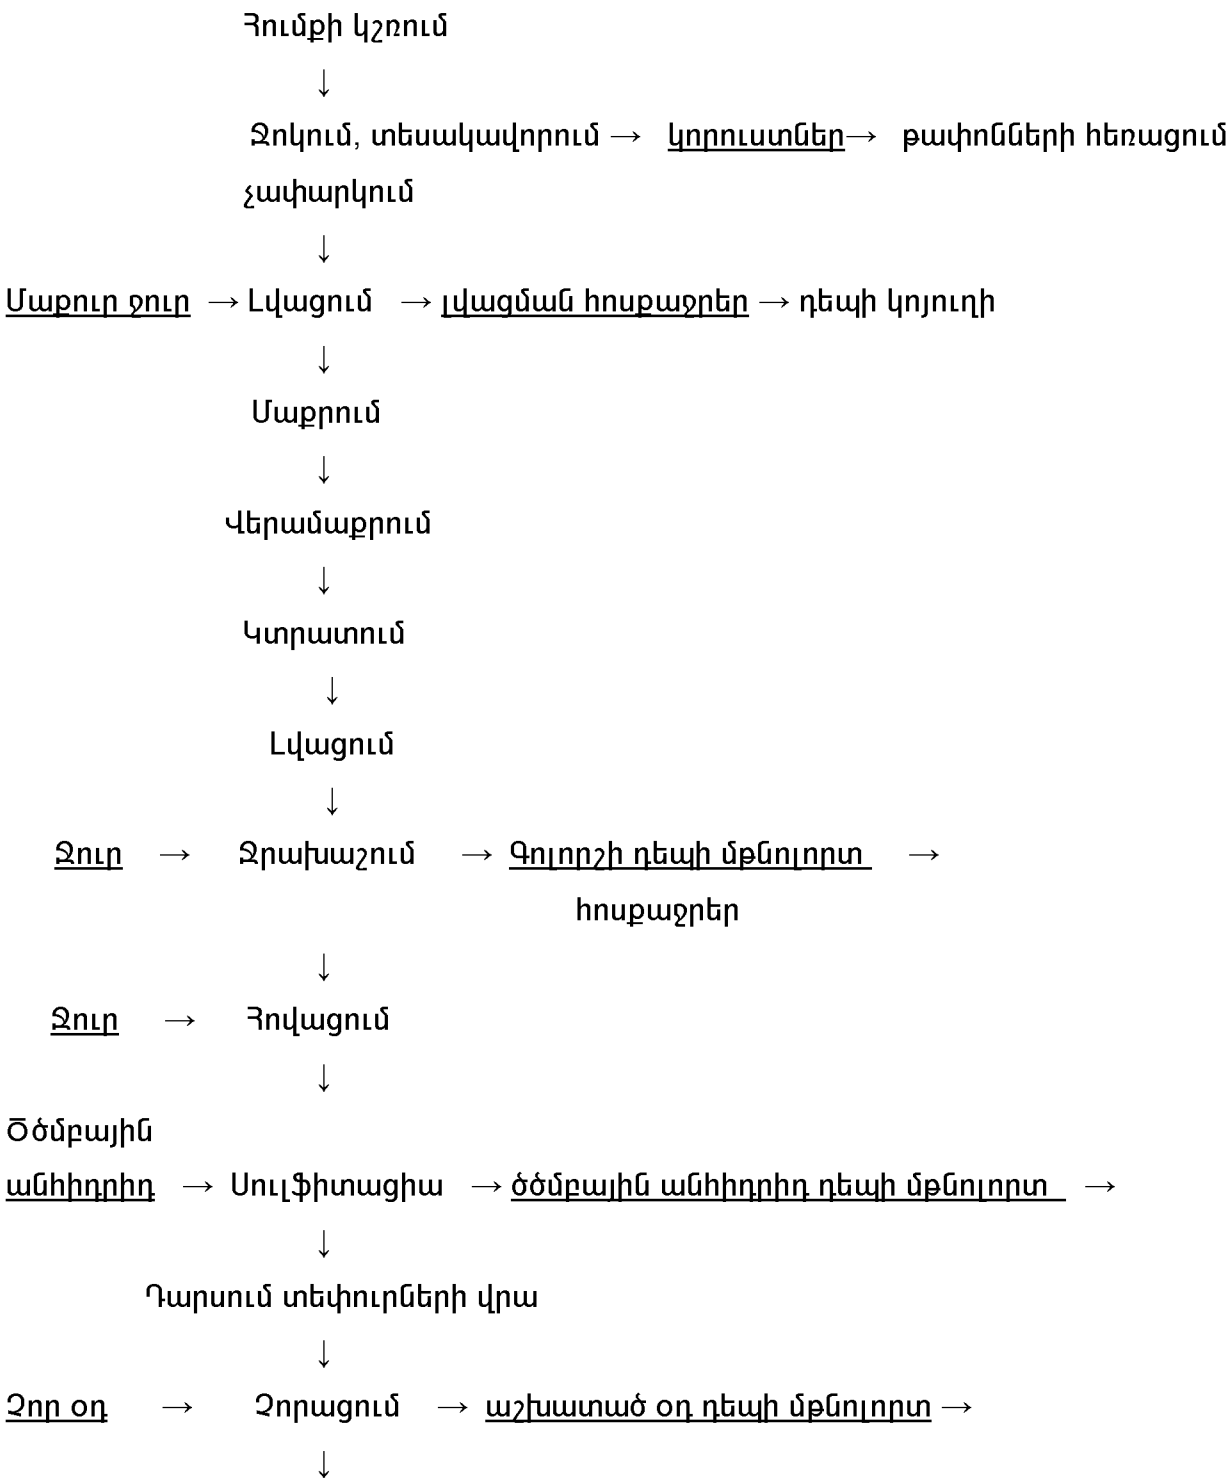 Հումքի կշռում
↓
Ջոկում, տեսակավորում → կորուստներ→ թափոնների հեռացում
չափարկում
↓
Մաքուր ջուր → Լվացում → լվացման հոսքաջրեր → դեպի կոյուղի
↓
Մաքրում
↓
Վերամաքրում
↓
Կտրատում
↓
Լվացում
↓
Ջուր → Ջրախաշում → Գոլորշի դեպի մթնոլորտ →
հոսքաջրեր
↓
Ջուր → Հովացում
↓
Ծծմբային
անհիդրիդ → Սուլֆիտացիա → ծծմբային անհիդրիդ դեպի մթնոլորտ →
↓
Դարսում տեփուրների վրա
↓
Չոր օդ → Չորացում → աշխատած օդ դեպի մթնոլորտ →
↓